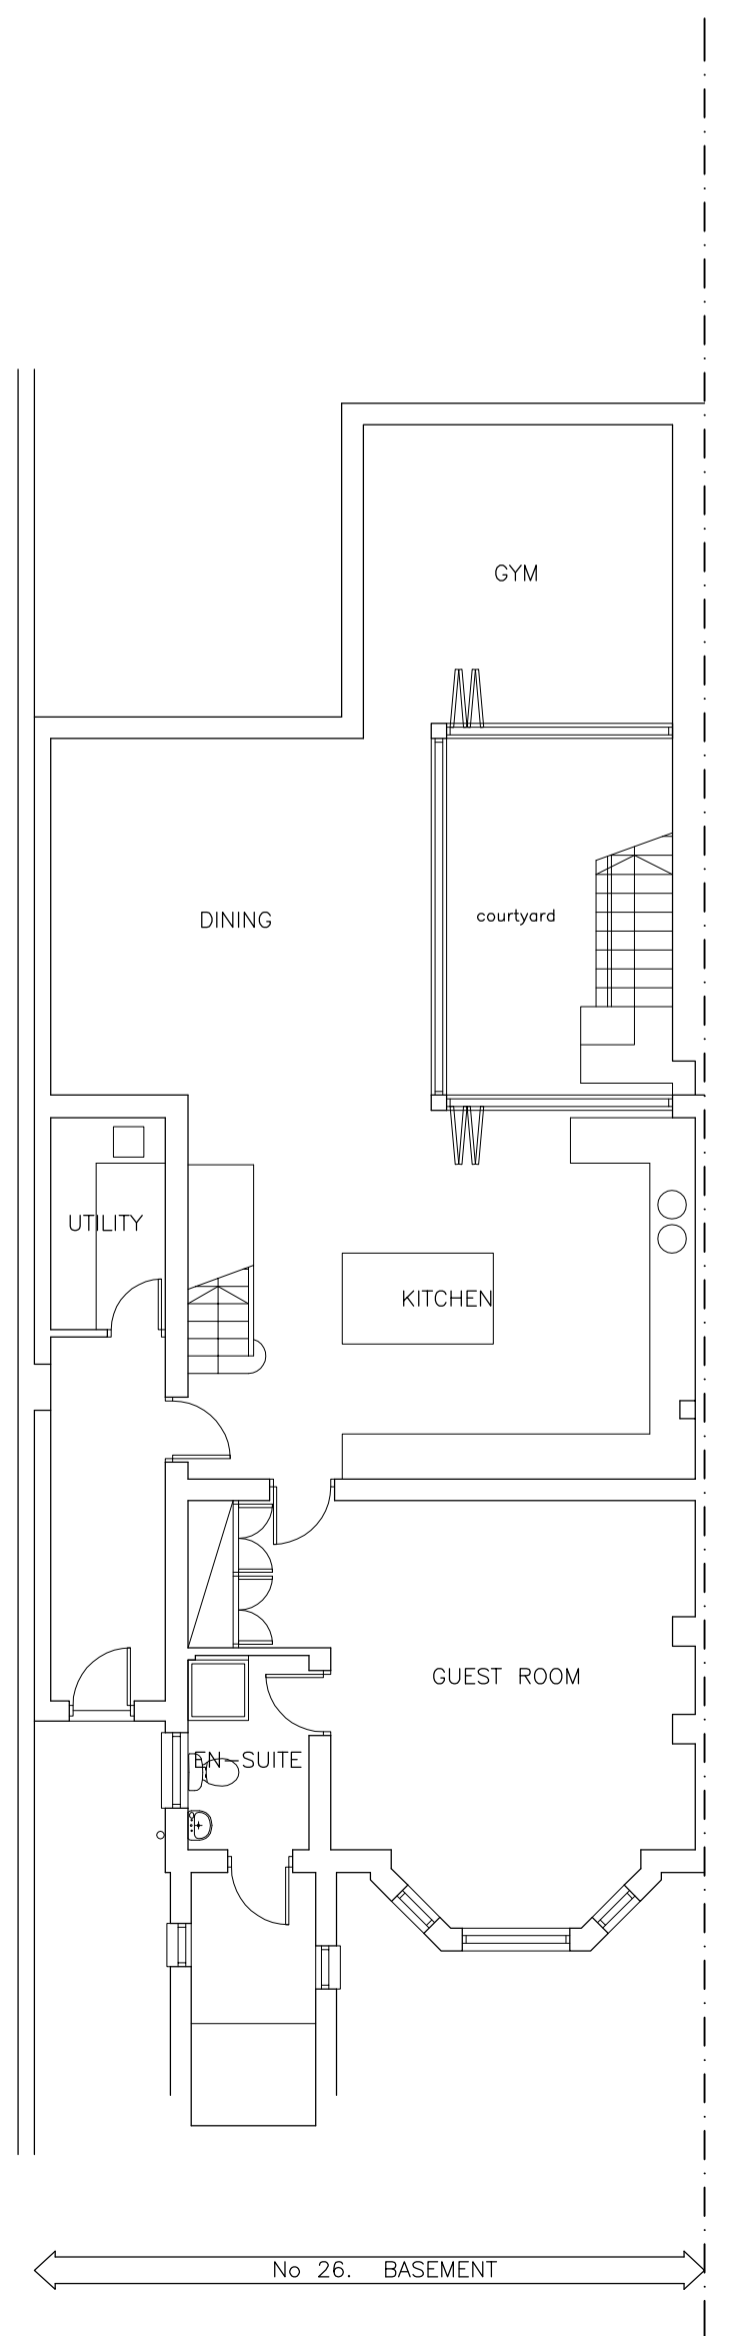 GYM
DINING
courtyard
UTILITY
KITCHEN
GUEST ROOM
EN-SUITE
No 26. BASEMENT